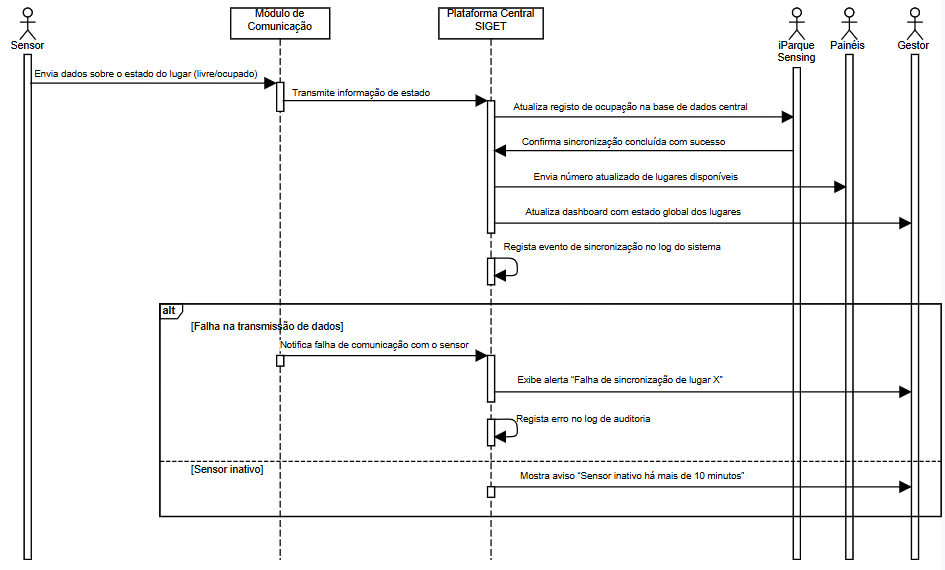 Sensor
Módulo de
Comunicação
Plataforma Central
SIGET
iParque
Sensing
Painéis
Gestor
Envia dados sobre o estado do lugar (livre/ocupado)
Transmite informação de estado
Atualiza registo de ocupação na base de dados central
Confirma sincronização concluída com sucesso
Envia número atualizado de lugares disponíveis
Atualiza dashboard com estado global dos lugares
Regista evento de sincronização no log do sistema
alt
[Falha na transmissão de dados]
Notifica falha de comunicação com o sensor
Exibe alerta “Falha de sincronização de lugar X”
Regista erro no log de auditoria
[Sensor inativo]
Mostra aviso “Sensor inativo há mais de 10 minutos”